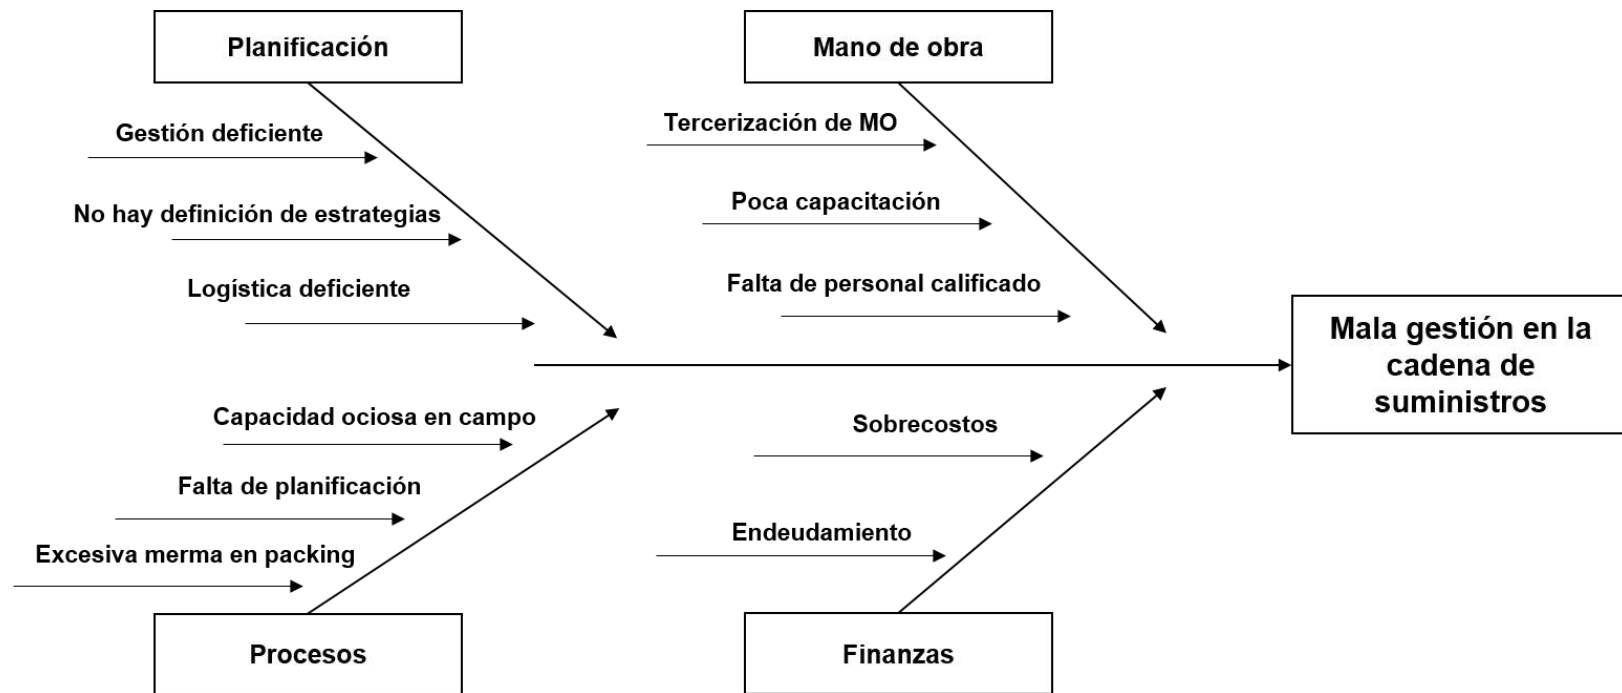 Planificación
Mano de obra
Gestión deficiente
Tercerización de MO
No hay definición de estrategias
Poca capacitación
Logística deficiente
Falta de personal calificado
Mala gestión en la
cadena de
suministros
Capacidad ociosa en campo
Sobrecostos
Falta de planificación
Endeudamiento
Excesiva merma en packing
Procesos
Finanzas